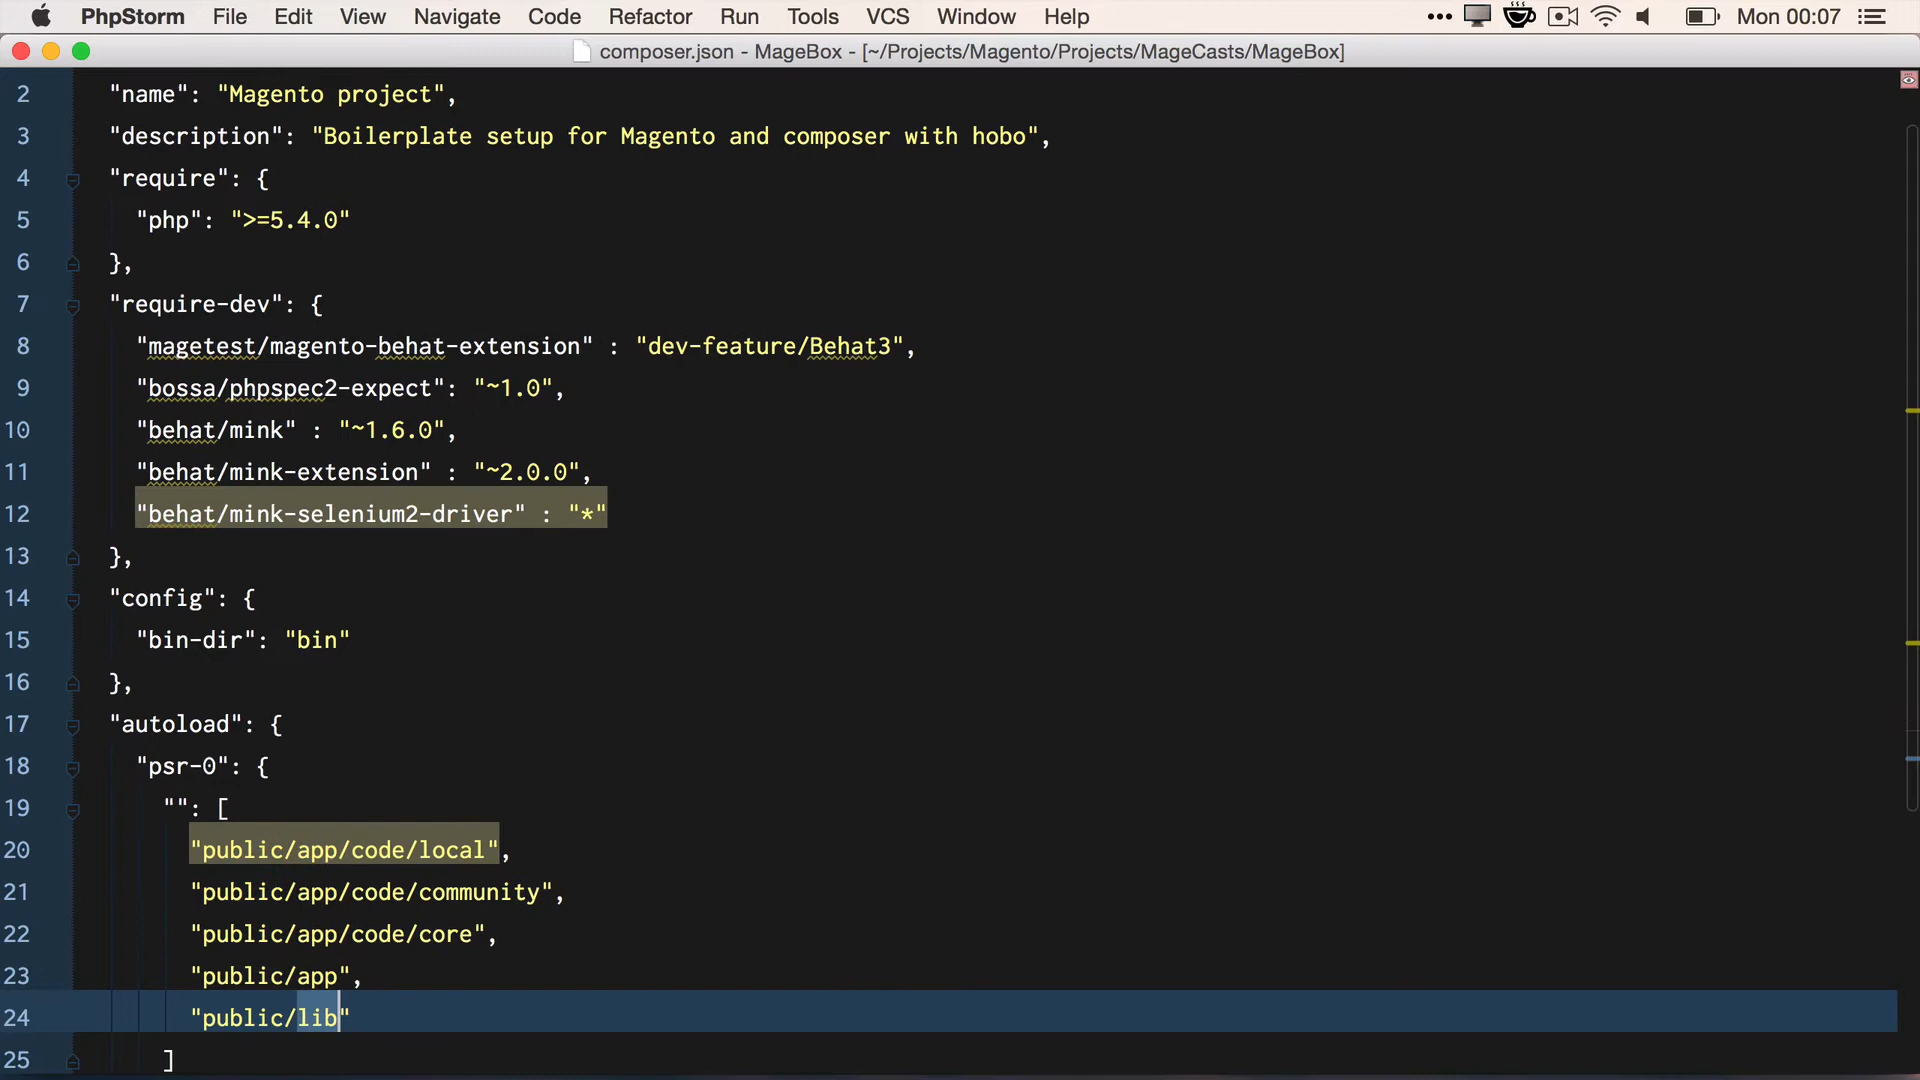 PhpStorm File Edit View Navigate Code Refactor Run Tools VCS Window Help Mon 00:07
composer.json - MageBox - [~/Projects/Magento/Projects/MageCasts/MageBox]
2 "name": "Magento project",
3 "description": "Boilerplate setup for Magento and composer with hobo",
4 "require": {
5 "php": ">=5.4.0"
6 },
7 "require-dev": {
8 "magetest/magento-behat-extension" : "dev-feature/Behat3",
9 "bossa/phpspec2-expect": "~1.0",
10 "behat/mink" : "~1.6.0",
11 "behat/mink-extension" : "~2.0.0",
12 "behat/mink-selenium2-driver" : "*"
13 },
14 "config": {
15 "bin-dir": "bin"
16 },
17 "autoload": {
18 "psr-0": {
19 "": [
20 "public/app/code/local",
21 "public/app/code/community",
22 "public/app/code/core",
23 "public/app",
24 "public/lib"
25 ]